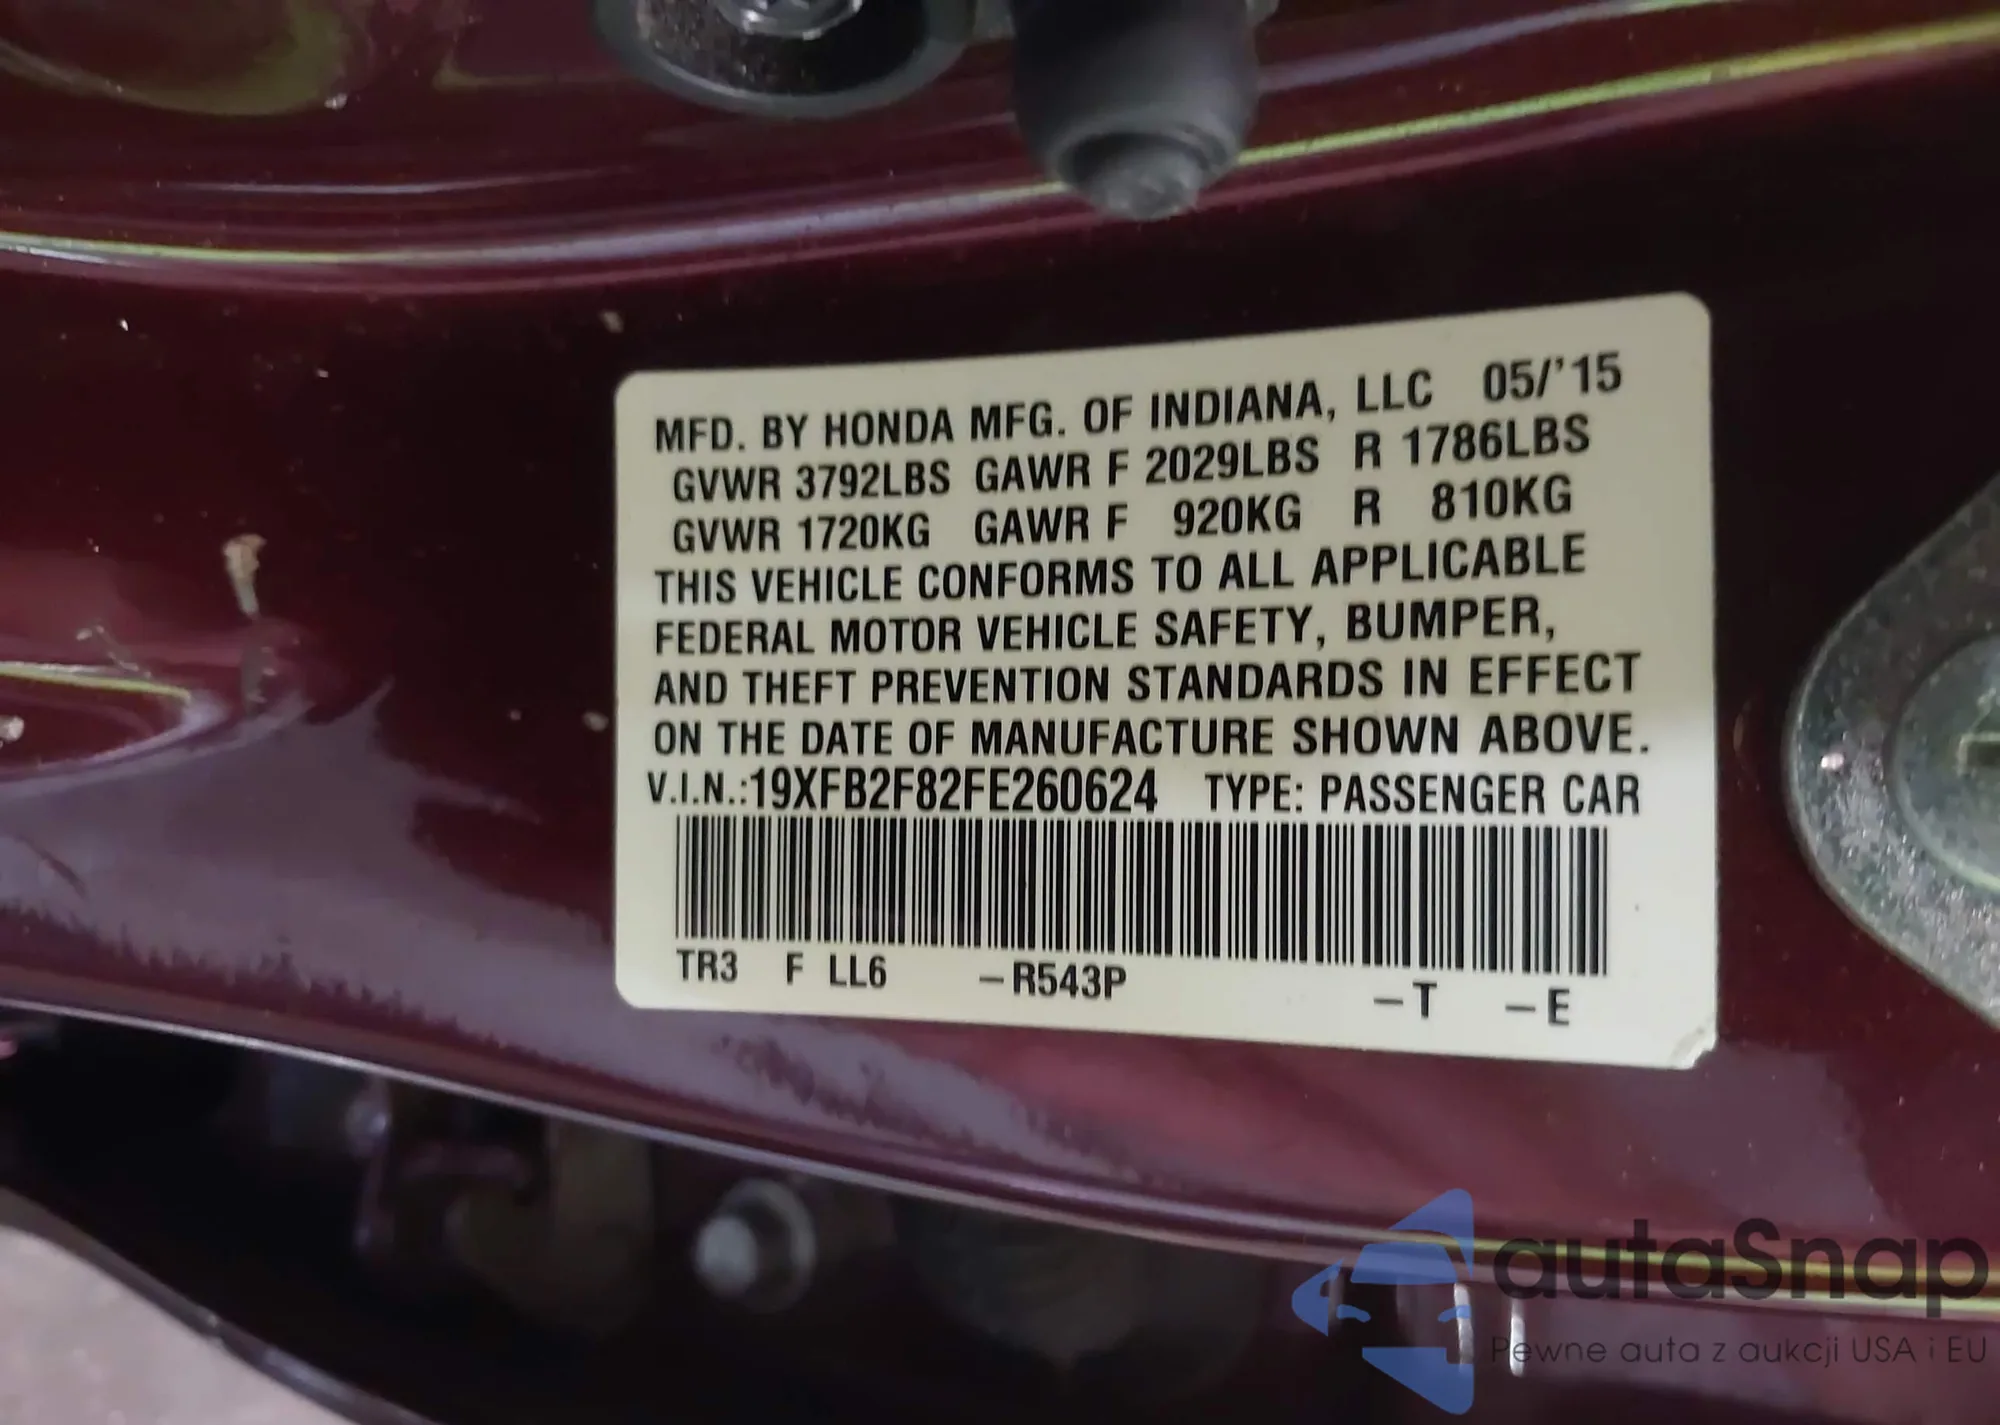 MFD. BY HONDA MFG. OF INDIANA, LLC 05/'15
GVWR 3792LBS GAWR F 2029LBS R 1786LBS
GVWR 1720KG GAWR F 920KG R 810KG
THIS VEHICLE CONFORMS TO ALL APPLICABLE
FEDERAL MOTOR VEHICLE SAFETY, BUMPER,
AND THEFT PREVENTION STANDARDS IN EFFECT
ON THE DATE OF MANUFACTURE SHOWN ABOVE.
V.I.N.:19XFB2F82FE260624 TYPE: PASSENGER CAR
TR3 F LL6 –R543P –T –E
autaSnap
Pewne auta z aukcji USA i EU